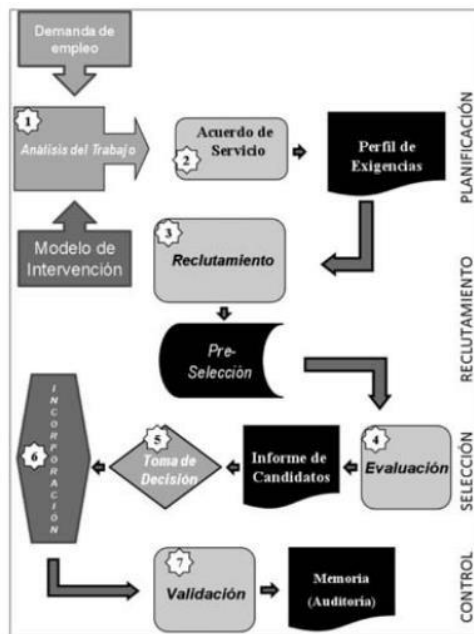 Demanda de
empleo
1
Análisis del Trabajo
Acuerdo de
Servicio
2
Perfil de
Exigencias
PLANIFICACIÓN
Modelo de
Intervención
3
Reclutamiento
RECLUTAMIENTO
Pre-
Selección
4
Evaluación
Informe de
Candidatos
5
Toma de
Decisión
6
INCORPORACIÓN
SELECCIÓN
7
Validación
Memoria
(Auditoría)
CONTROL